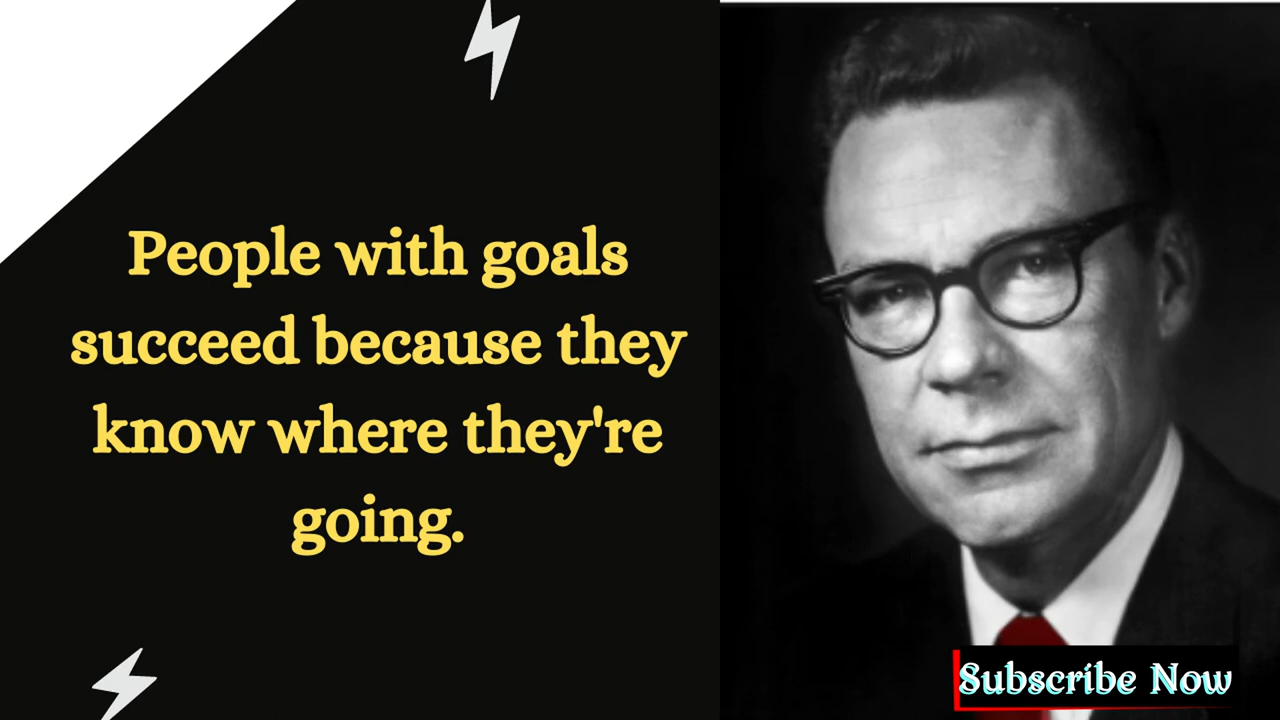 People with goals
succeed because they
know where they're
going.
Subscribe Now